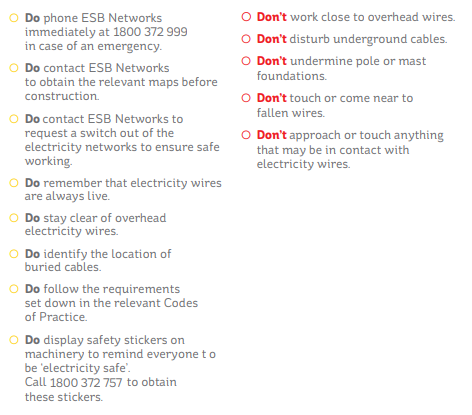 Do phone ESB Networks
immediately at 1800 372 999
in case of an emergency.
Do contact ESB Networks
to obtain the relevant maps before
construction.
Do contact ESB Networks to
request a switch out of the
electricity networks to ensure safe
working.
Do remember that electricity wires
are always live.
Do stay clear of overhead
electricity wires.
Do identify the location of
buried cables.
Do follow the requirements
set down in the relevant Codes
of Practice.
Do display safety stickers on
machinery to remind everyone t o
be 'electricity safe'.
Call 1800 372 757 to obtain
these stickers.
Don't work close to overhead wires.
Don't disturb underground cables.
Don't undermine pole or mast
foundations.
Don't touch or come near to
fallen wires.
Don't approach or touch anything
that may be in contact with
electricity wires.